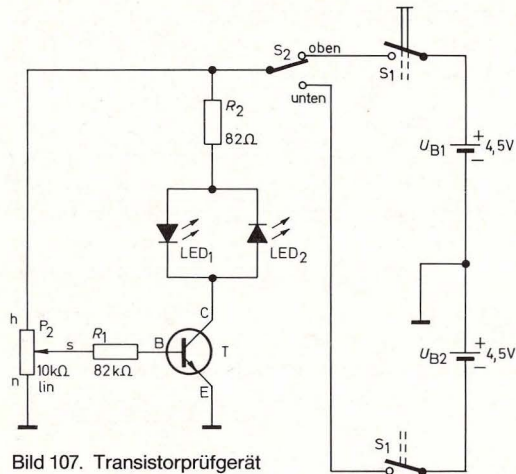 S2
oben
unten
S1
R2
82Ω
UB1
+
4,5V
−
LED1
LED2
h
P2
s
R1
B
C
T
n
10kΩ
lin
82kΩ
E
UB2
+
4,5V
−
S1
Bild 107. Transistorprüfgerät